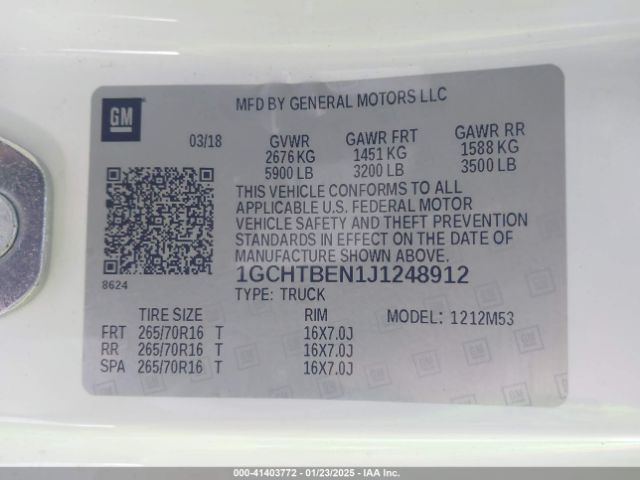 GM
MFD BY GENERAL MOTORS LLC
03/18 GVWR GAWR FRT GAWR RR
2676 KG 1451 KG 1588 KG
5900 LB 3200 LB 3500 LB
THIS VEHICLE CONFORMS TO ALL
APPLICABLE U.S. FEDERAL MOTOR
VEHICLE SAFETY AND THEFT PREVENTION
STANDARDS IN EFFECT ON THE DATE OF
MANUFACTURE SHOWN ABOVE.
8624
1GCHTBEN1J1248912
TYPE: TRUCK
TIRE SIZE RIM MODEL: 1212M53
FRT 265/70R16 T 16X7.0J
RR 265/70R16 T 16X7.0J
SPA 265/70R16 T 16X7.0J
00-41403772 - 01/23/2025 - IAA Inc.